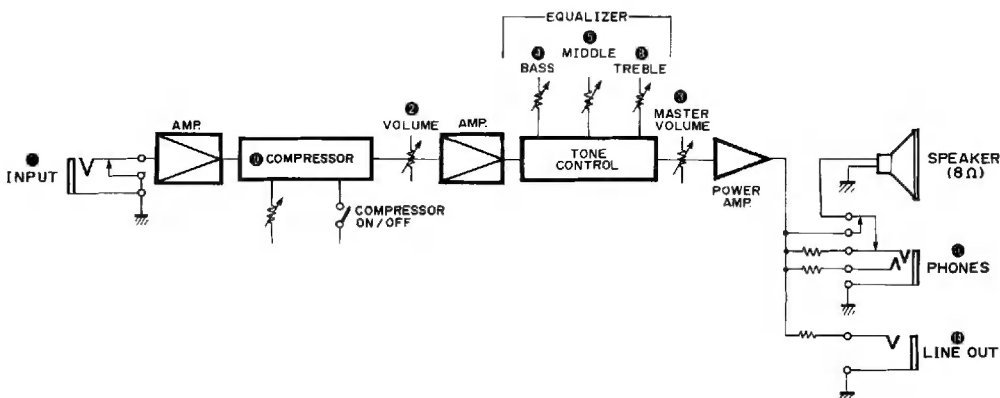 EQUALIZER
BASS
MIDDLE
TREBLE
VOLUME
MASTER
VOLUME
AMP.
AMP.
INPUT
COMPRESSOR
TONE
CONTROL
POWER
AMP.
SPEAKER
(8Ω)
COMPRESSOR
ON/OFF
PHONES
LINE OUT